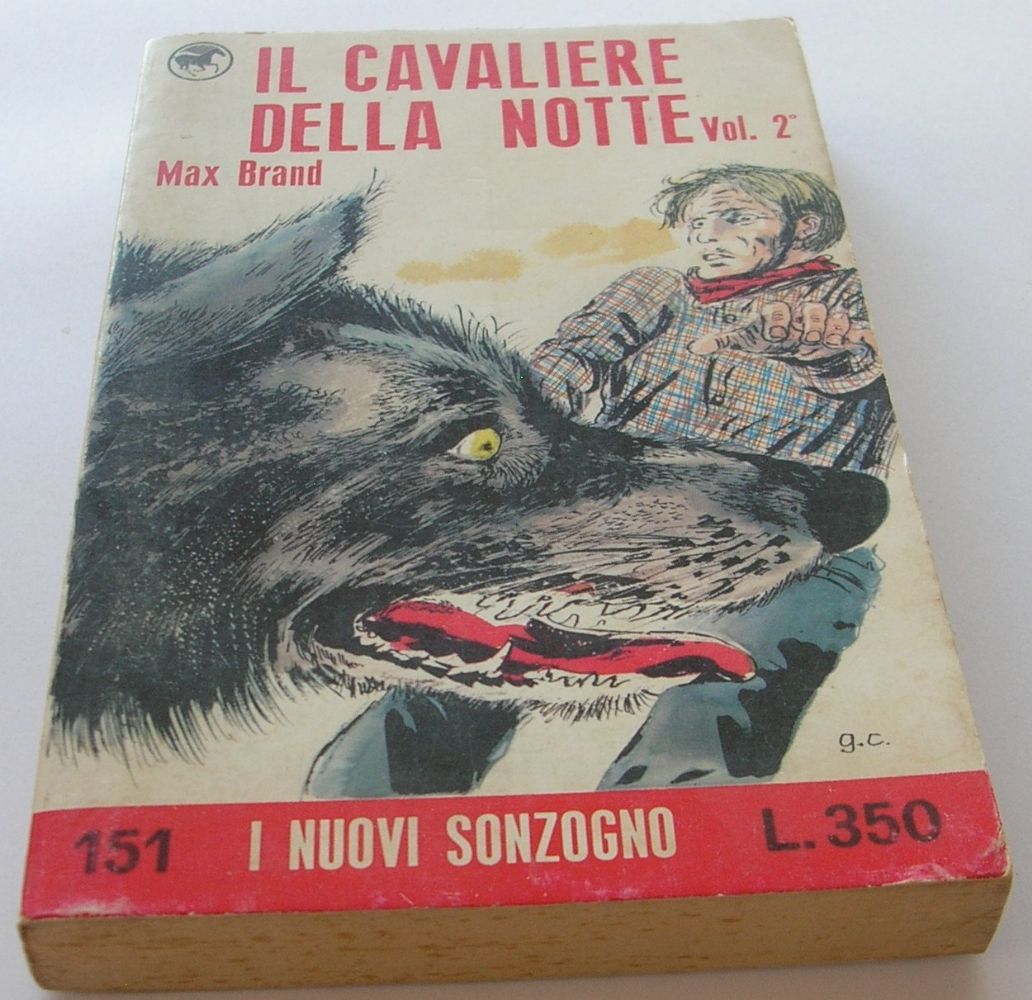 IL CAVALIERE
DELLA NOTTE Vol. 2°
Max Brand
g.c.
151 I NUOVI SONZOGNO L. 350